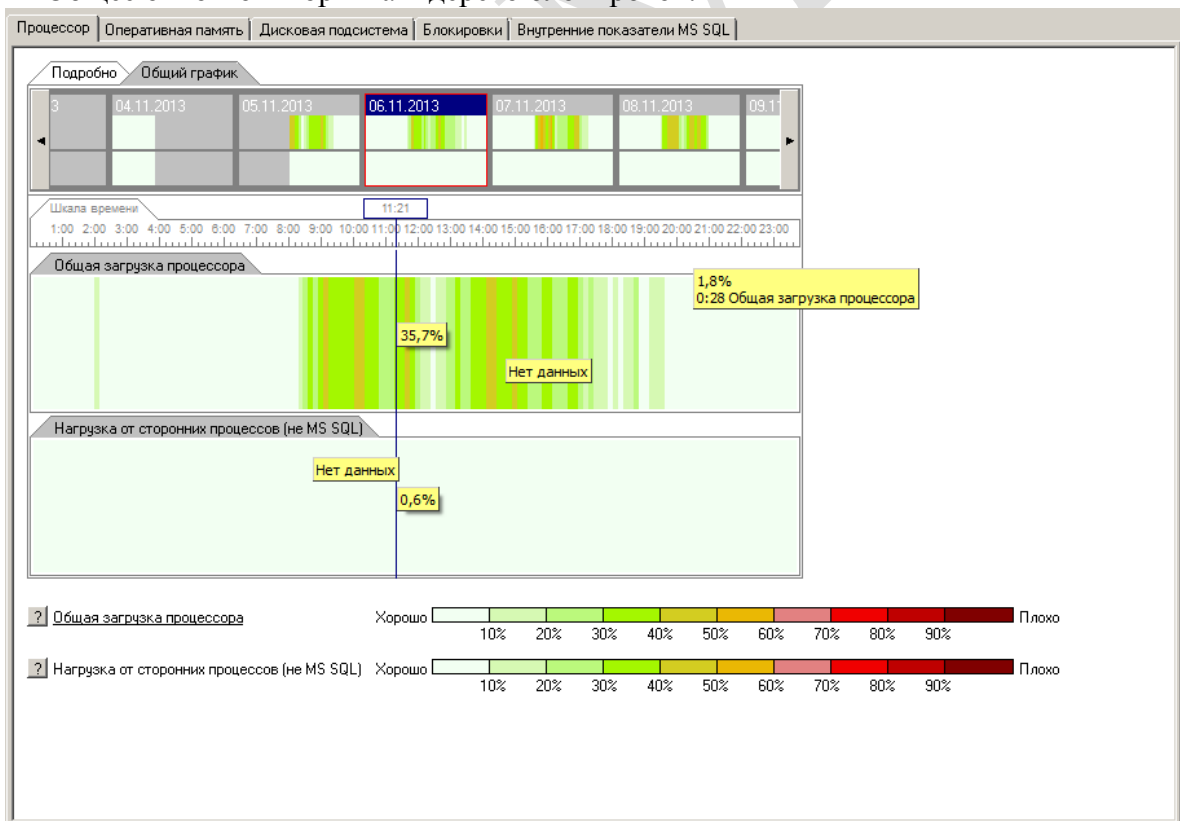 Процессор Оперативная память Дисковая подсистема Блокировки Внутренние показатели MS SQL
Подробно Общий график
3 04.11.2013 05.11.2013 06.11.2013 07.11.2013 08.11.2013 09.1
Шкала времени 11:21
1:00 2:00 3:00 4:00 5:00 6:00 7:00 8:00 9:00 10:00 11:00 12:00 13:00 14:00 15:00 16:00 17:00 18:00 19:00 20:00 21:00 22:00 23:00
Общая загрузка процессора
1,8%
0:28 Общая загрузка процессора
35,7%
Нет данных
Нагрузка от сторонних процессов (не MS SQL)
Нет данных
0,6%
? Общая загрузка процессора Хорошо Плохо
10% 20% 30% 40% 50% 60% 70% 80% 90%
? Нагрузка от сторонних процессов (не MS SQL) Хорошо Плохо
10% 20% 30% 40% 50% 60% 70% 80% 90%